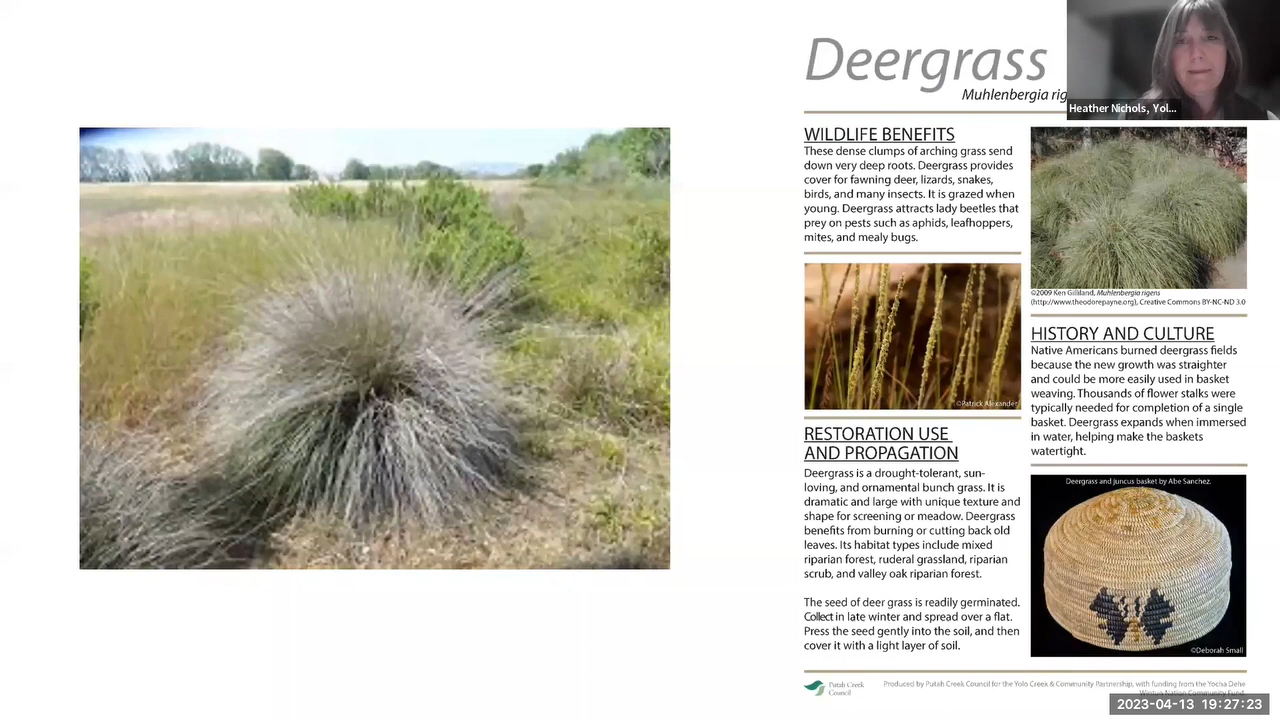 Deergrass
Muhlenbergia rig
Heather Nichols, Yol...
WILDLIFE BENEFITS
These dense clumps of arching grass send
down very deep roots. Deergrass provides
cover for fawning deer, lizards, snakes,
birds, and many insects. It is grazed when
young. Deergrass attracts lady beetles that
prey on pests such as aphids, leafhoppers,
mites, and mealy bugs.
©Patrick Alexander
RESTORATION USE
AND PROPAGATION
Deergrass is a drought-tolerant, sun-
loving, and ornamental bunch grass. It is
dramatic and large with unique texture and
shape for screening or meadow. Deergrass
benefits from burning or cutting back old
leaves. Its habitat types include mixed
riparian forest, ruderal grassland, riparian
scrub, and valley oak riparian forest.
The seed of deer grass is readily germinated.
Collect in late winter and spread over a flat.
Press the seed gently into the soil, and then
cover it with a light layer of soil.
©2009 Ken Gilliland, Muhlenbergia rigens
(http://www.theodorepayne.org), Creative Commons BY-NC-ND 3.0
HISTORY AND CULTURE
Native Americans burned deergrass fields
because the new growth was straighter
and could be more easily used in basket
weaving. Thousands of flower stalks were
typically needed for completion of a single
basket. Deergrass expands when immersed
in water, helping make the baskets
watertight.
Deergrass and juncus basket by Abe Sanchez.
©Deborah Small
Putah Creek
Council
Produced by Putah Creek Council for the Yolo Creek & Community Partnership, with funding from the Yocha Dehe
Wintun Nation Community Fund.
2023-04-13 19:27:23